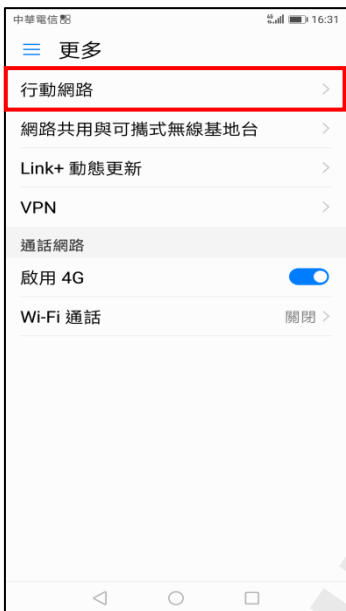 中華電信 16:31
更多
行動網路
網路共用與可攜式無線基地台
Link+ 動態更新
VPN
通話網路
啟用 4G
Wi-Fi 通話 關閉